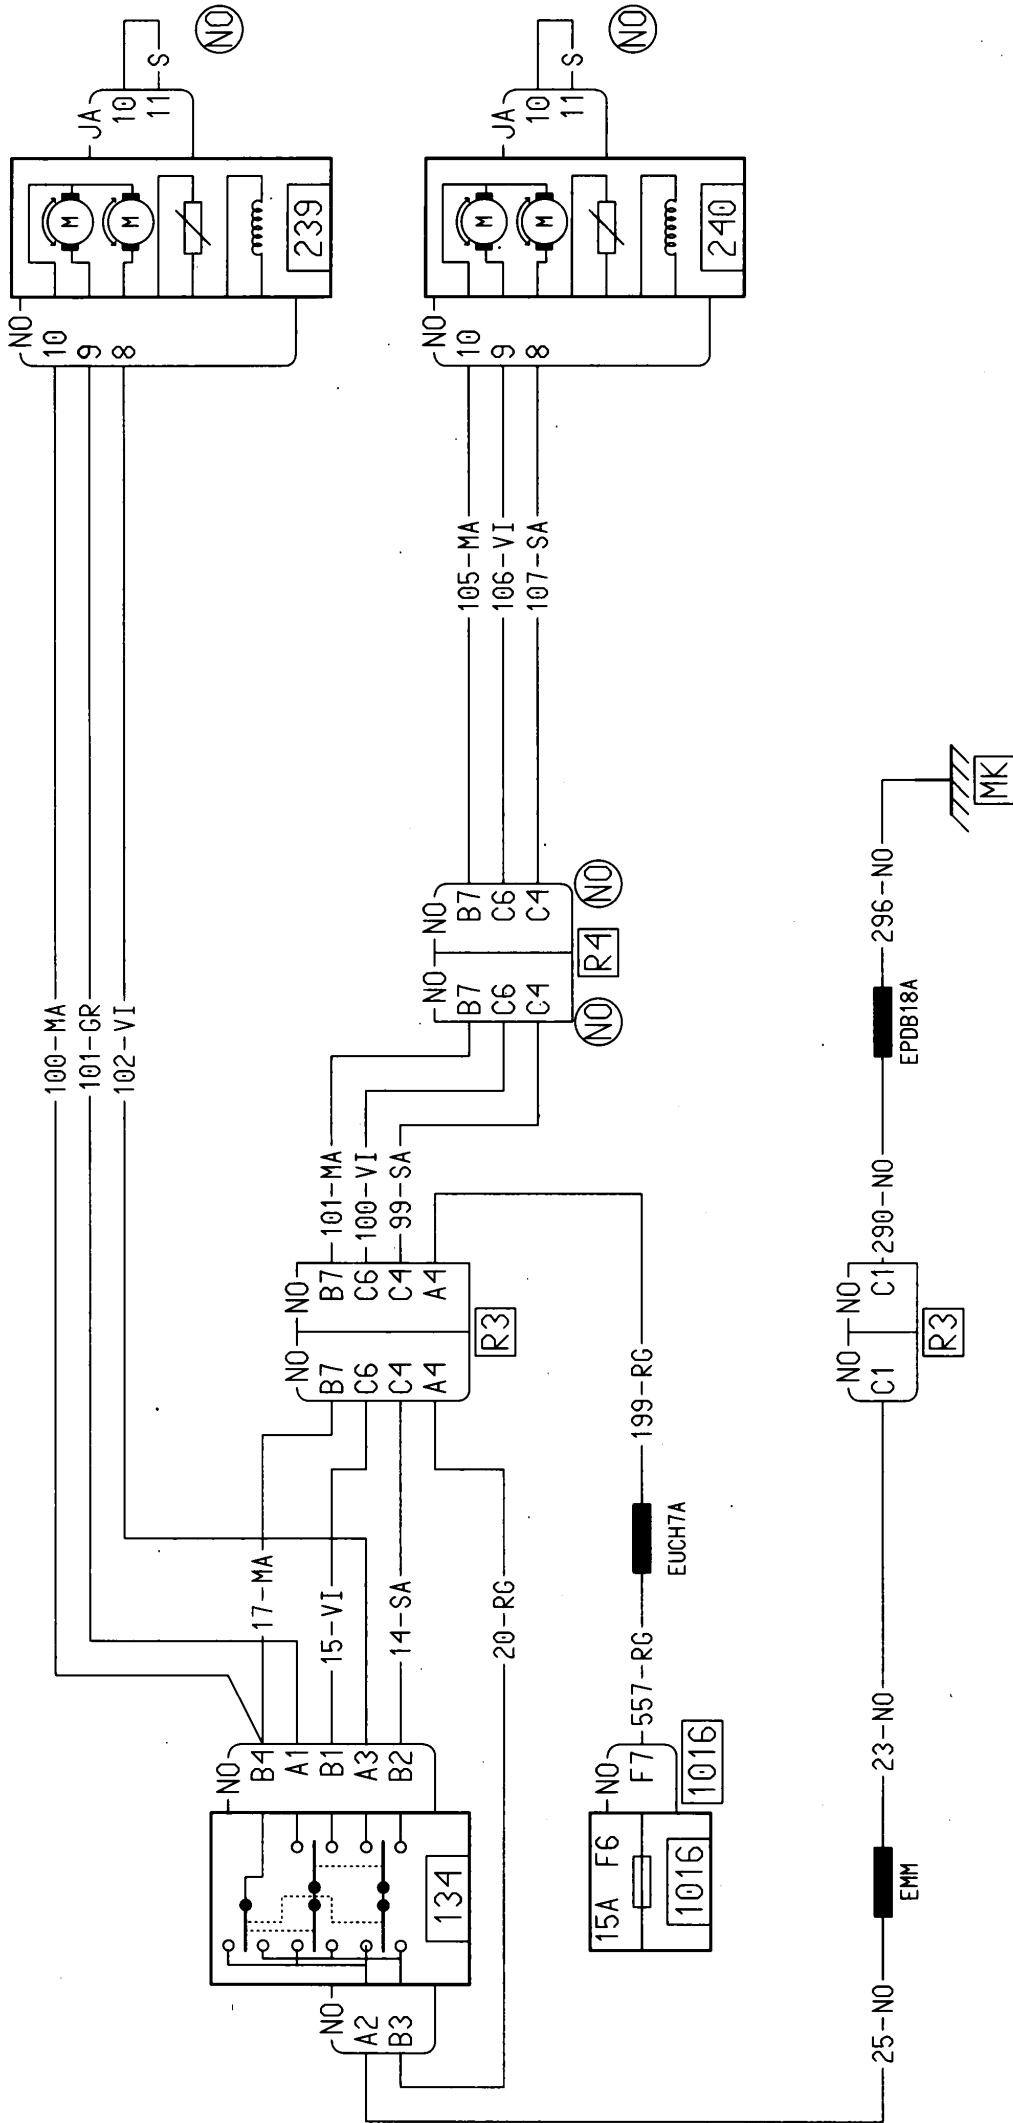 NO
B4
A1
B1
A3
B2
134
NO
A2
B3
100-MA
101-GR
102-VI
17-MA
15-VI
14-SA
20-RG
NO
B7
C6
C4
A4
NO
B7
C6
C4
A4
R3
101-MA
100-VI
99-SA
NO
B7
C6
C4
NO
B7
C6
C4
R4
NO
NO
105-MA
106-VI
107-SA
NO
10
9
8
M
M
239
JA
10
11
S
NO
NO
10
9
8
M
M
240
JA
10
11
S
NO
15A F6
1016
NO
F7
1016
557-RG
EUCH7A
199-RG
25-NO
EMM
23-NO
NO
C1
NO
C1
R3
290-NO
EPDB18A
296-NO
MK